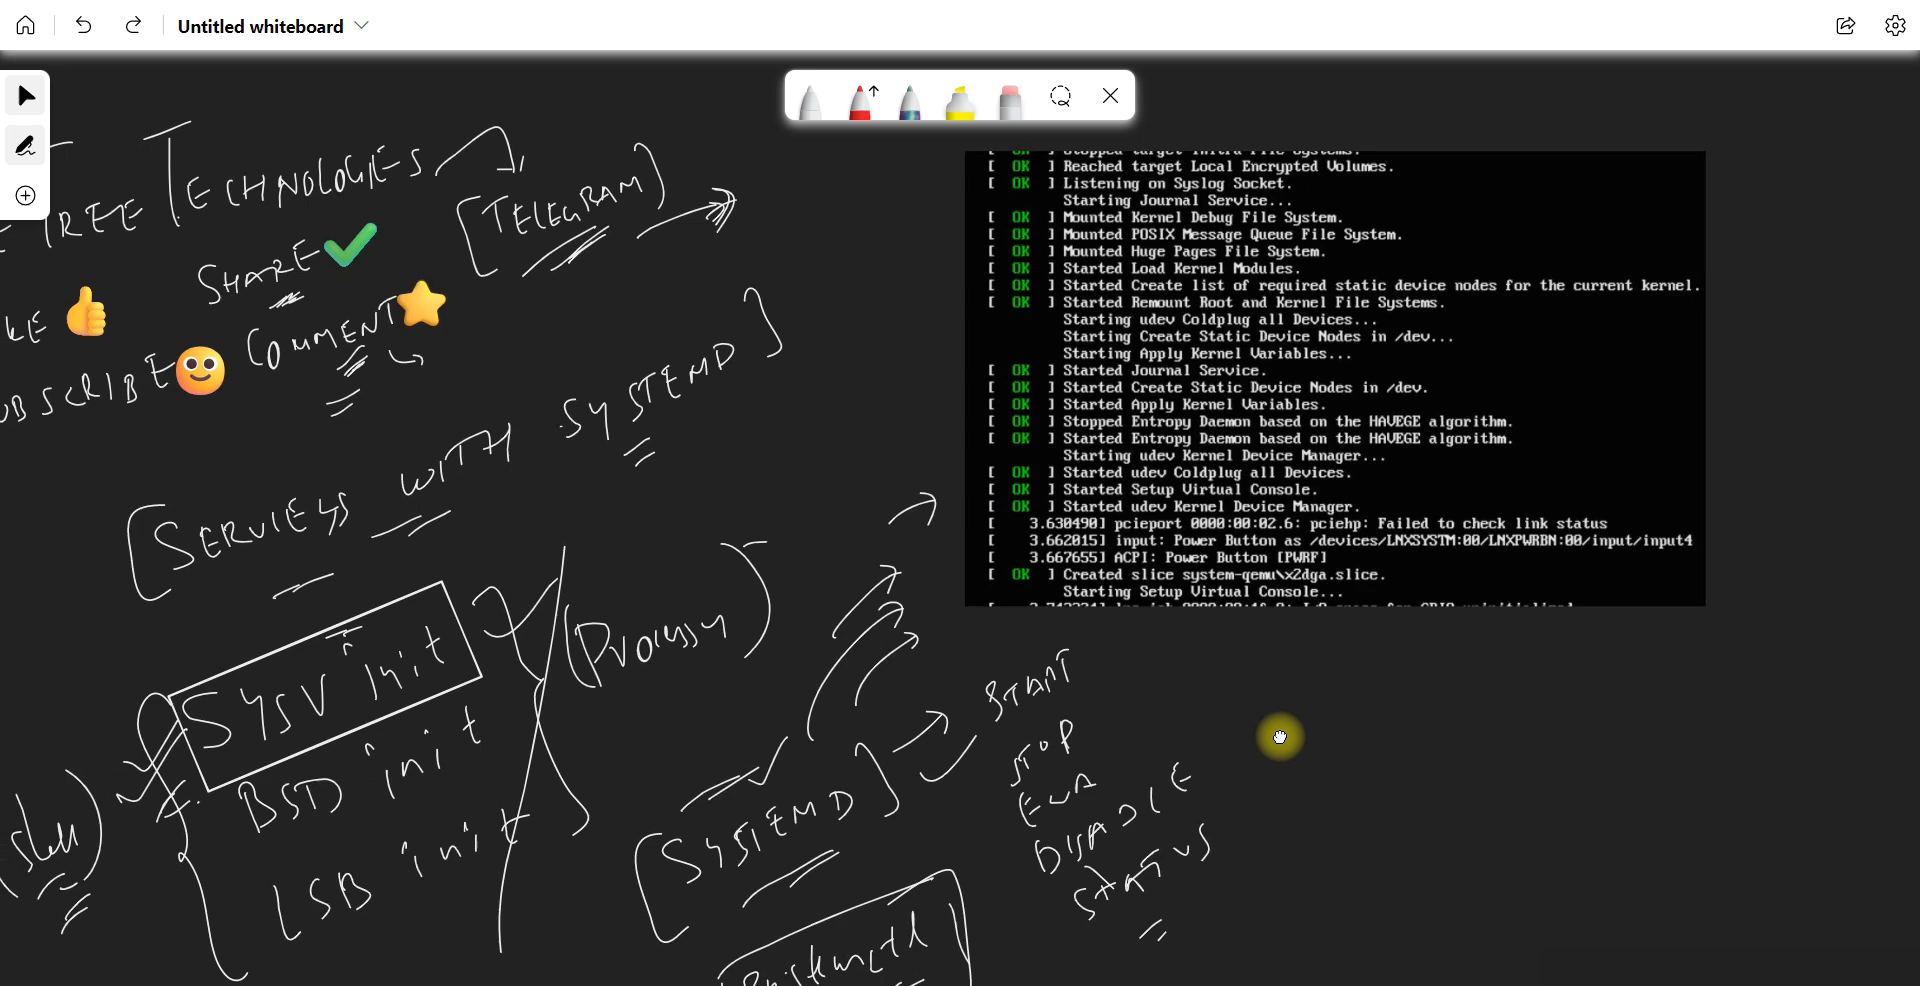 Untitled whiteboard
TREE TECHNOLOGIES
[TELEGRAM]
SHARE
COMMENT
[SERVICES WITH SYSTEMD]
SYSV init
(Process)
BSD init
LSB init
[SYSTEMD]
START
STOP
ENA
DISABLE
STATUS
[ OK ] Reached target Local Encrypted Volumes.
[ OK ] Listening on Syslog Socket.
Starting Journal Service...
[ OK ] Mounted Kernel Debug File System.
[ OK ] Mounted POSIX Message Queue File System.
[ OK ] Mounted Huge Pages File System.
[ OK ] Started Load Kernel Modules.
[ OK ] Started Create list of required static device nodes for the current kernel.
[ OK ] Started Remount Root and Kernel File Systems.
Starting udev Coldplug all Devices...
Starting Create Static Device Nodes in /dev...
Starting Apply Kernel Variables...
[ OK ] Started Journal Service.
[ OK ] Started Create Static Device Nodes in /dev.
[ OK ] Started Apply Kernel Variables.
[ OK ] Stopped Entropy Daemon based on the HAVEGE algorithm.
[ OK ] Started Entropy Daemon based on the HAVEGE algorithm.
Starting udev Kernel Device Manager...
[ OK ] Started udev Coldplug all Devices.
[ OK ] Started Setup Virtual Console.
[ OK ] Started udev Kernel Device Manager.
[ 3.630490] pcieport 0000:00:02.6: pciehp: Failed to check link status
[ 3.662015] input: Power Button as /devices/LNXSYSTM:00/LNXPWRBN:00/input/input4
[ 3.667655] ACPI: Power Button [PWRF]
[ OK ] Created slice system-qemu\x2dga.slice.
Starting Setup Virtual Console...